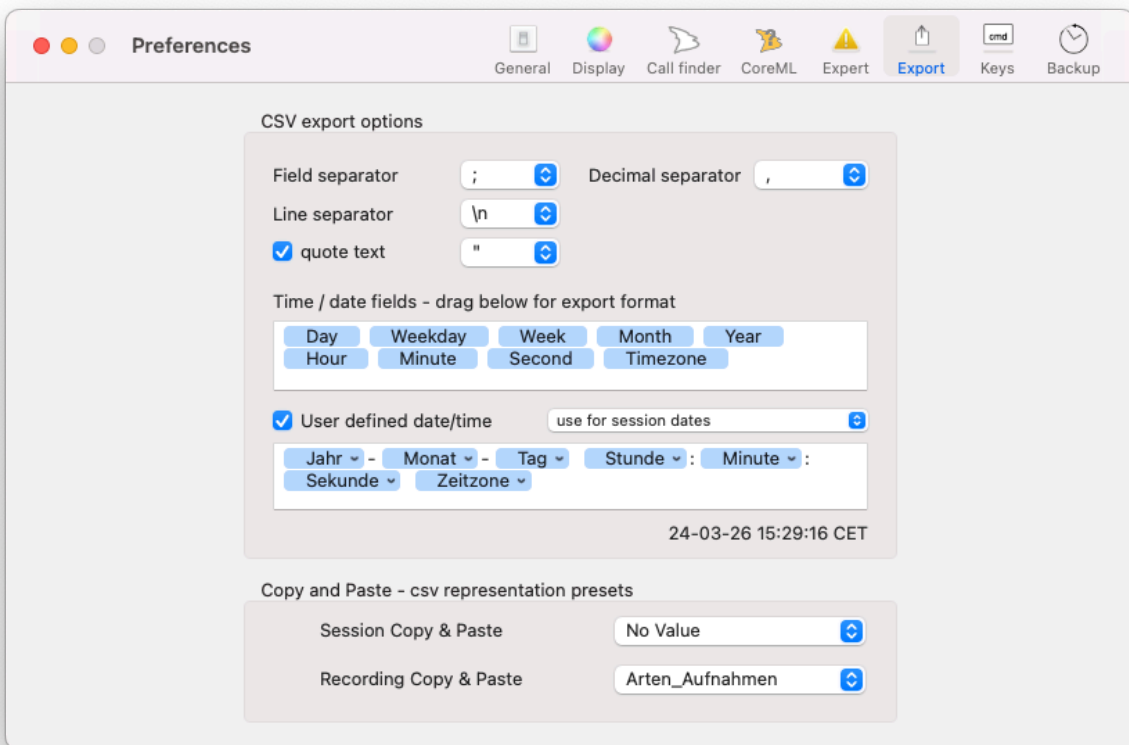 Preferences
cmd
General Display Call finder CoreML Expert Export Keys Backup
CSV export options
Field separator ; Decimal separator ,
Line separator \n
quote text "
Time / date fields - drag below for export format
Day Weekday Week Month Year
Hour Minute Second Timezone
User defined date/time use for session dates
Jahr - Monat - Tag Stunde : Minute :
Sekunde Zeitzone
24-03-26 15:29:16 CET
Copy and Paste - csv representation presets
Session Copy & Paste No Value
Recording Copy & Paste Arten_Aufnahmen